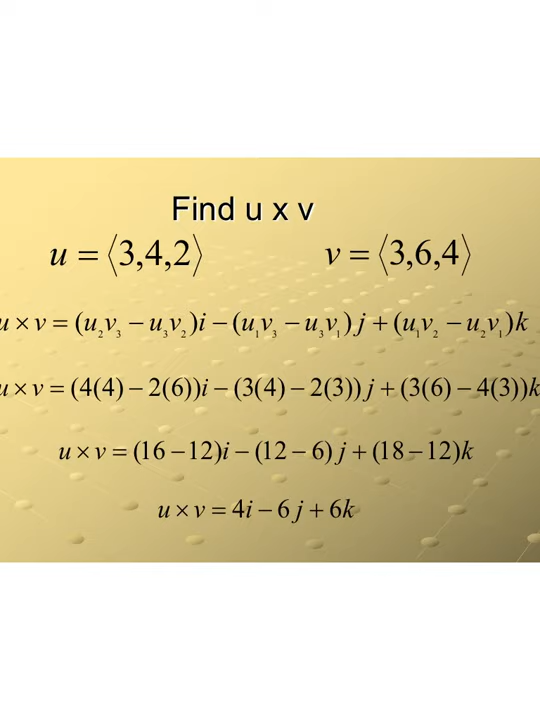 Find u x v
u = ⟨3,4,2⟩ v = ⟨3,6,4⟩
u × v = (u₂v₃ − u₃v₂)i − (u₁v₃ − u₃v₁)j + (u₁v₂ − u₂v₁)k
u × v = (4(4) − 2(6))i − (3(4) − 2(3))j + (3(6) − 4(3))k
u × v = (16 − 12)i − (12 − 6)j + (18 − 12)k
u × v = 4i − 6j + 6k